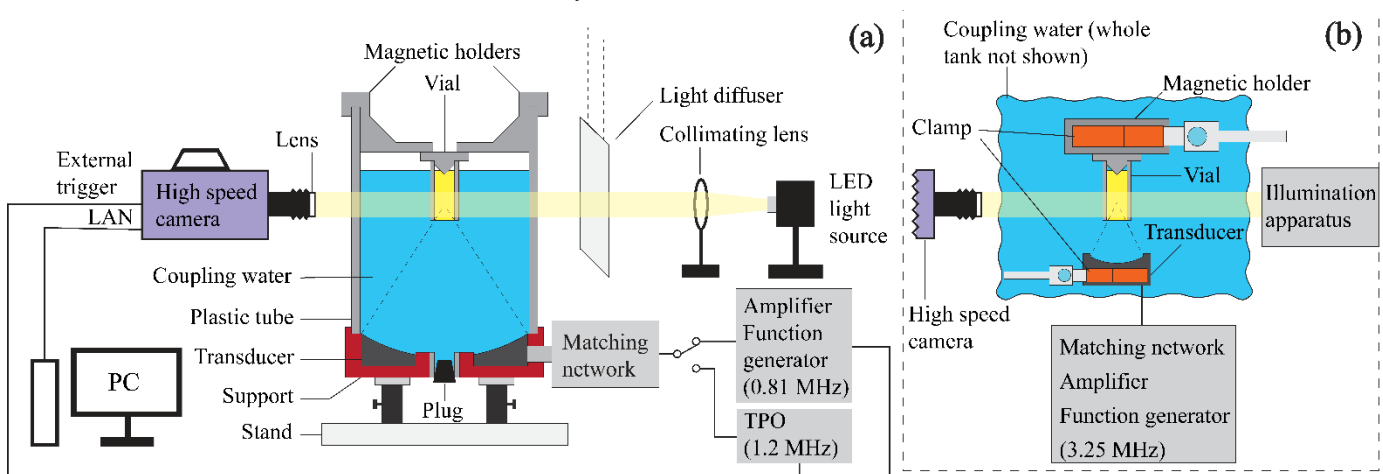 (a)
Magnetic holders
Vial
Light diffuser
Collimating lens
Lens
External
trigger
High speed
camera
LAN
LED
light
source
Coupling water
Plastic tube
Transducer
Support
Stand
Plug
PC
Matching
nctwork
Amplifier
Function
generator
(0.81 MHz)
TPO
(1.2 MHz)
(b)
Coupling water (whole
tank not shown)
Magnetic holder
Clamp
Vial
Illumination
apparatus
Transducer
High speed
camera
Matching nctwork
Amplifier
Function generator
(3.25 MHz)